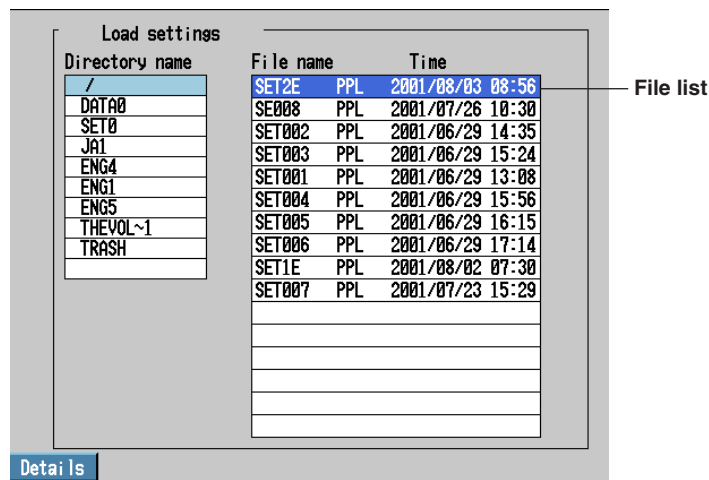 Load settings
Directory name
/
DATA0
SET0
JA1
ENG4
ENG1
ENG5
THEVOL~1
TRASH
File name Time
SET2E PPL 2001/08/03 08:56
SE008 PPL 2001/07/26 10:30
SET002 PPL 2001/06/29 14:35
SET003 PPL 2001/06/29 15:24
SET001 PPL 2001/06/29 13:08
SET004 PPL 2001/06/29 15:56
SET005 PPL 2001/06/29 16:15
SET006 PPL 2001/06/29 17:14
SET1E PPL 2001/08/02 07:30
SET007 PPL 2001/07/23 15:29
File list
Details